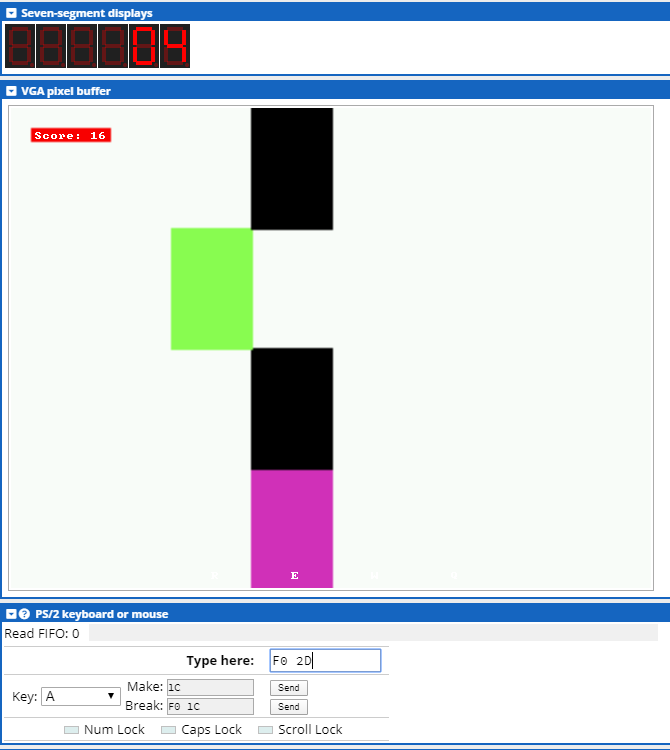 Seven-segment displays
04
VGA pixel buffer
Score: 16
E
PS/2 keyboard or mouse
Read FIFO: 0
Type here: F0 2D
Key: A
Make: 1C Send
Break: F0 1C Send
Num Lock Caps Lock Scroll Lock